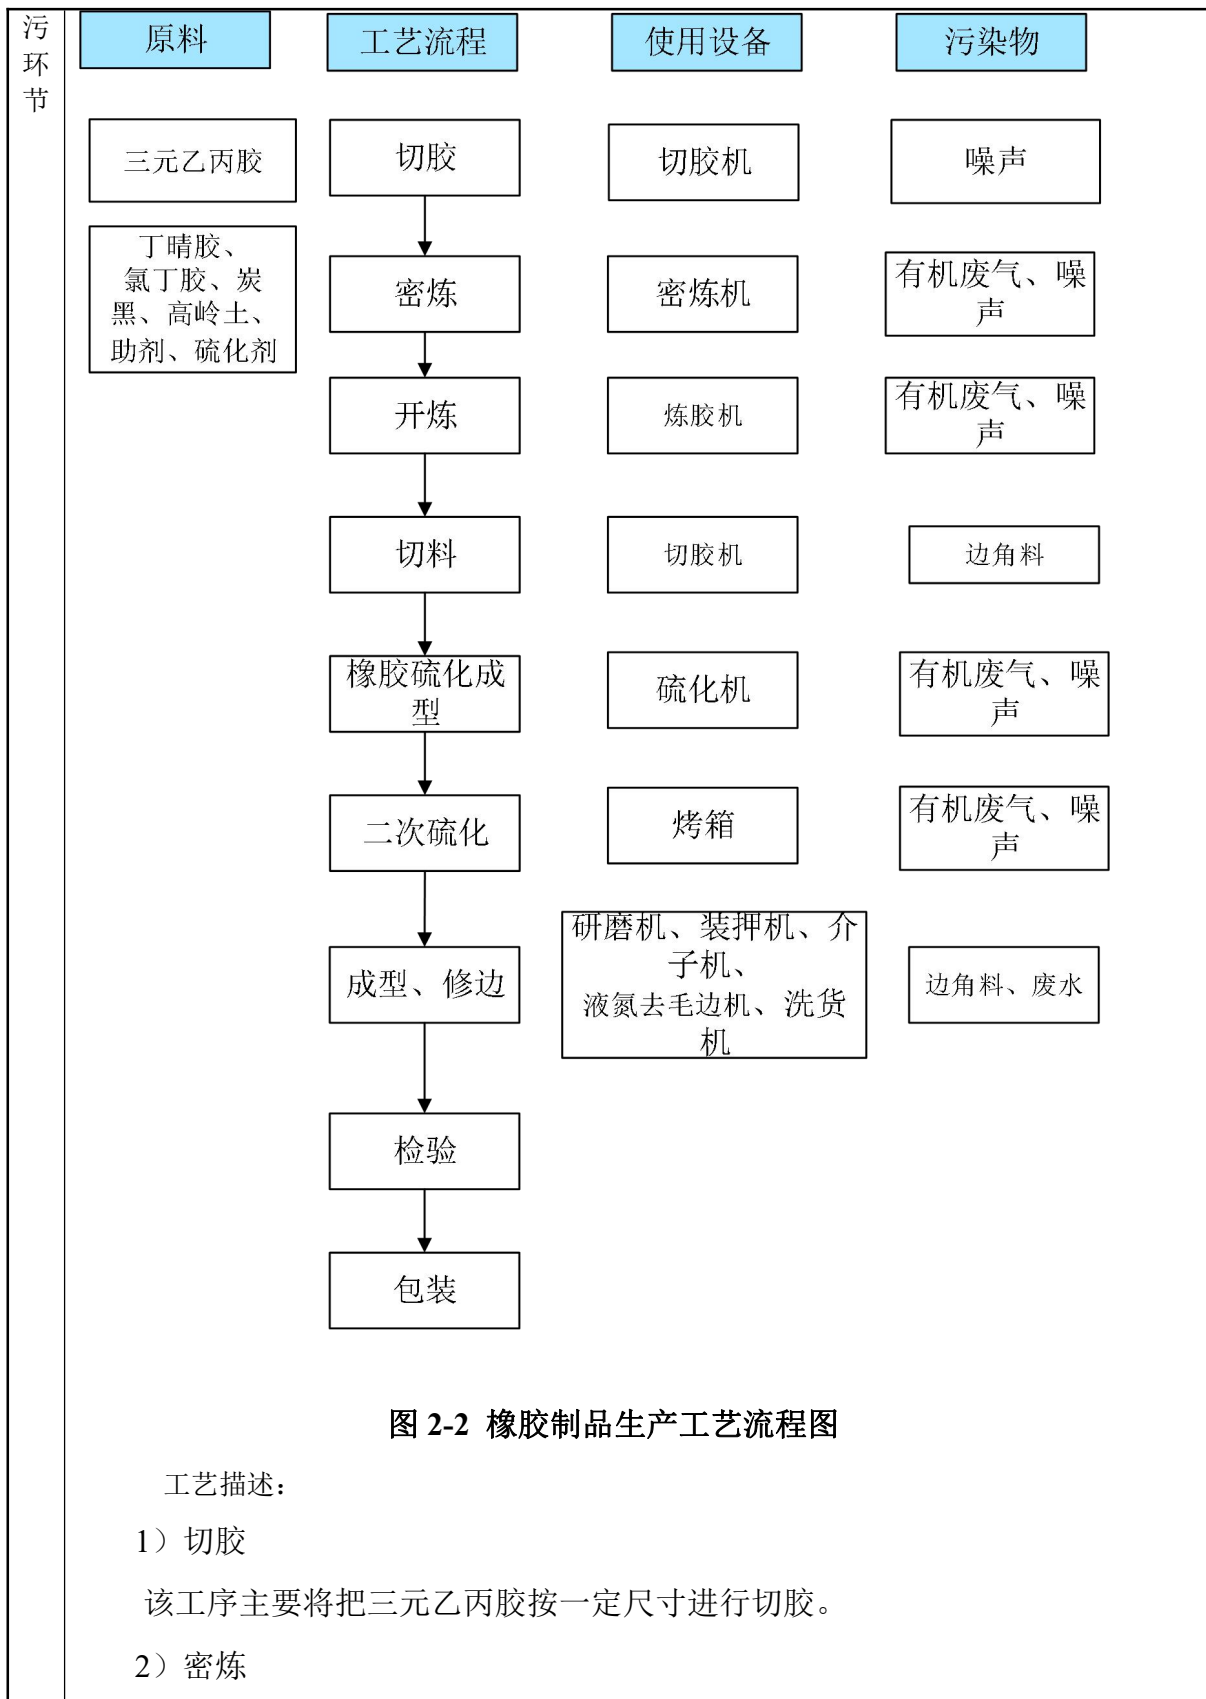 污
环
节
原料 工艺流程 使用设备 污染物
三元乙丙胶 切胶 切胶机 噪声
丁晴胶、
氯丁胶、炭
黑、高岭土、
助剂、硫化剂
密炼 密炼机 有机废气、噪
声
开炼 炼胶机 有机废气、噪
声
切料 切胶机 边角料
橡胶硫化成
型
硫化机 有机废气、噪
声
二次硫化 烤箱 有机废气、噪
声
成型、修边
研磨机、装押机、介
子机、
液氮去毛边机、洗货
机
边角料、废水
检验
包装
图 2-2 橡胶制品生产工艺流程图
工艺描述：
1）切胶
该工序主要将把三元乙丙胶按一定尺寸进行切胶。
2）密炼